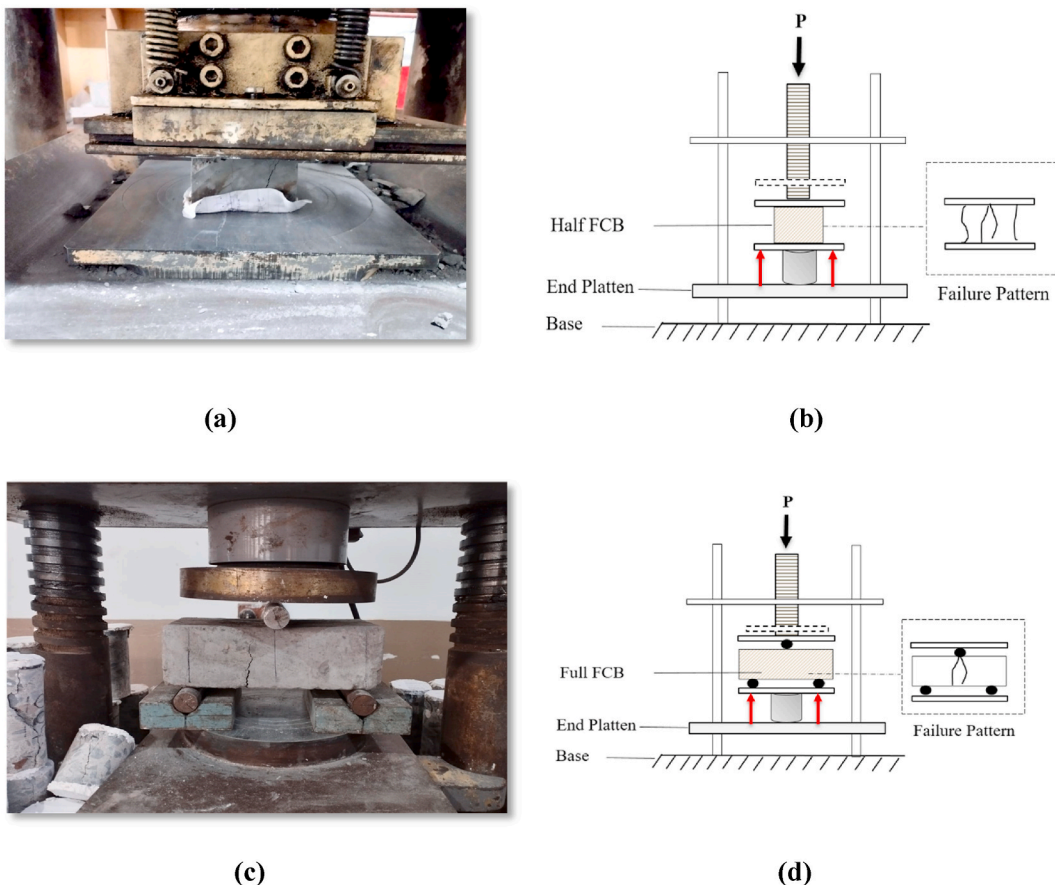 P
Half FCB
End Platten
Base
Failure Pattern
(a)
(b)
P
Full FCB
End Platten
Base
Failure Pattern
(c)
(d)